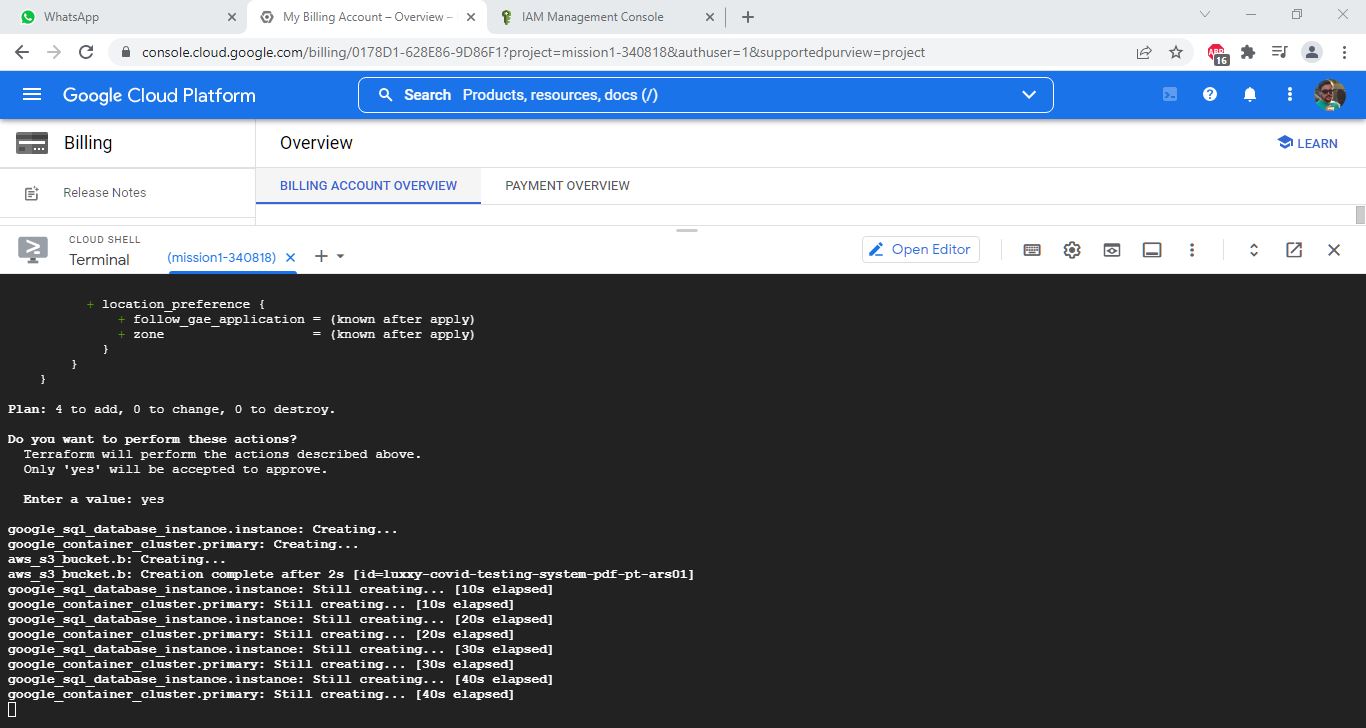 WhatsApp
My Billing Account – Overview –
IAM Management Console
console.cloud.google.com/billing/0178D1-628E86-9D86F1?project=mission1-340818&authuser=1&supportedpurview=project
ABP
16
Google Cloud Platform
Search Products, resources, docs (/)
Billing
Overview
LEARN
Release Notes
BILLING ACCOUNT OVERVIEW
PAYMENT OVERVIEW
CLOUD SHELL
Terminal
(mission1-340818)
Open Editor
+ location_preference {
+ follow_gae_application = (known after apply)
+ zone = (known after apply)
}
}
}
Plan: 4 to add, 0 to change, 0 to destroy.
Do you want to perform these actions?
Terraform will perform the actions described above.
Only 'yes' will be accepted to approve.
Enter a value: yes
google_sql_database_instance.instance: Creating...
google_container_cluster.primary: Creating...
aws_s3_bucket.b: Creating...
aws_s3_bucket.b: Creation complete after 2s [id=luxxy-covid-testing-system-pdf-pt-ars01]
google_sql_database_instance.instance: Still creating... [10s elapsed]
google_container_cluster.primary: Still creating... [10s elapsed]
google_sql_database_instance.instance: Still creating... [20s elapsed]
google_container_cluster.primary: Still creating... [20s elapsed]
google_sql_database_instance.instance: Still creating... [30s elapsed]
google_container_cluster.primary: Still creating... [30s elapsed]
google_sql_database_instance.instance: Still creating... [40s elapsed]
google_container_cluster.primary: Still creating... [40s elapsed]